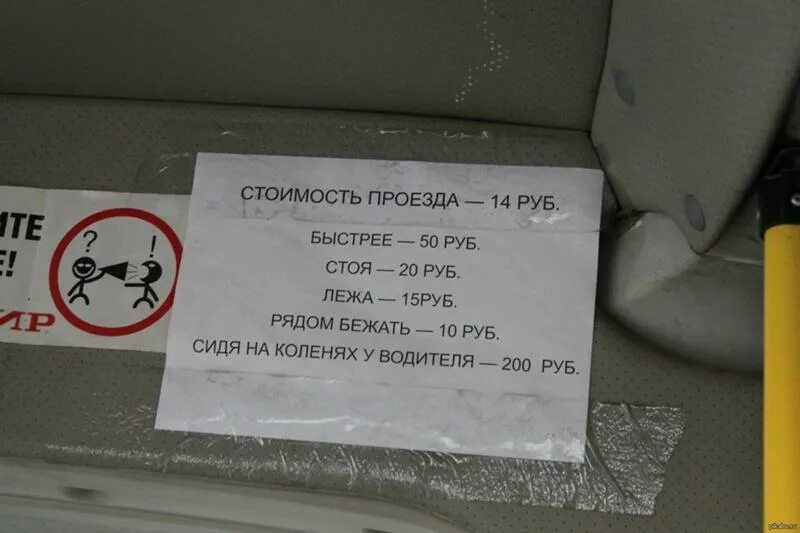 СТОИМОСТЬ ПРОЕЗДА — 14 РУБ.
БЫСТРЕЕ — 50 РУБ.
СТОЯ — 20 РУБ.
ЛЕЖА — 15РУБ.
РЯДОМ БЕЖАТЬ — 10 РУБ.
СИДЯ НА КОЛЕНЯХ У ВОДИТЕЛЯ — 200 РУБ.
? !